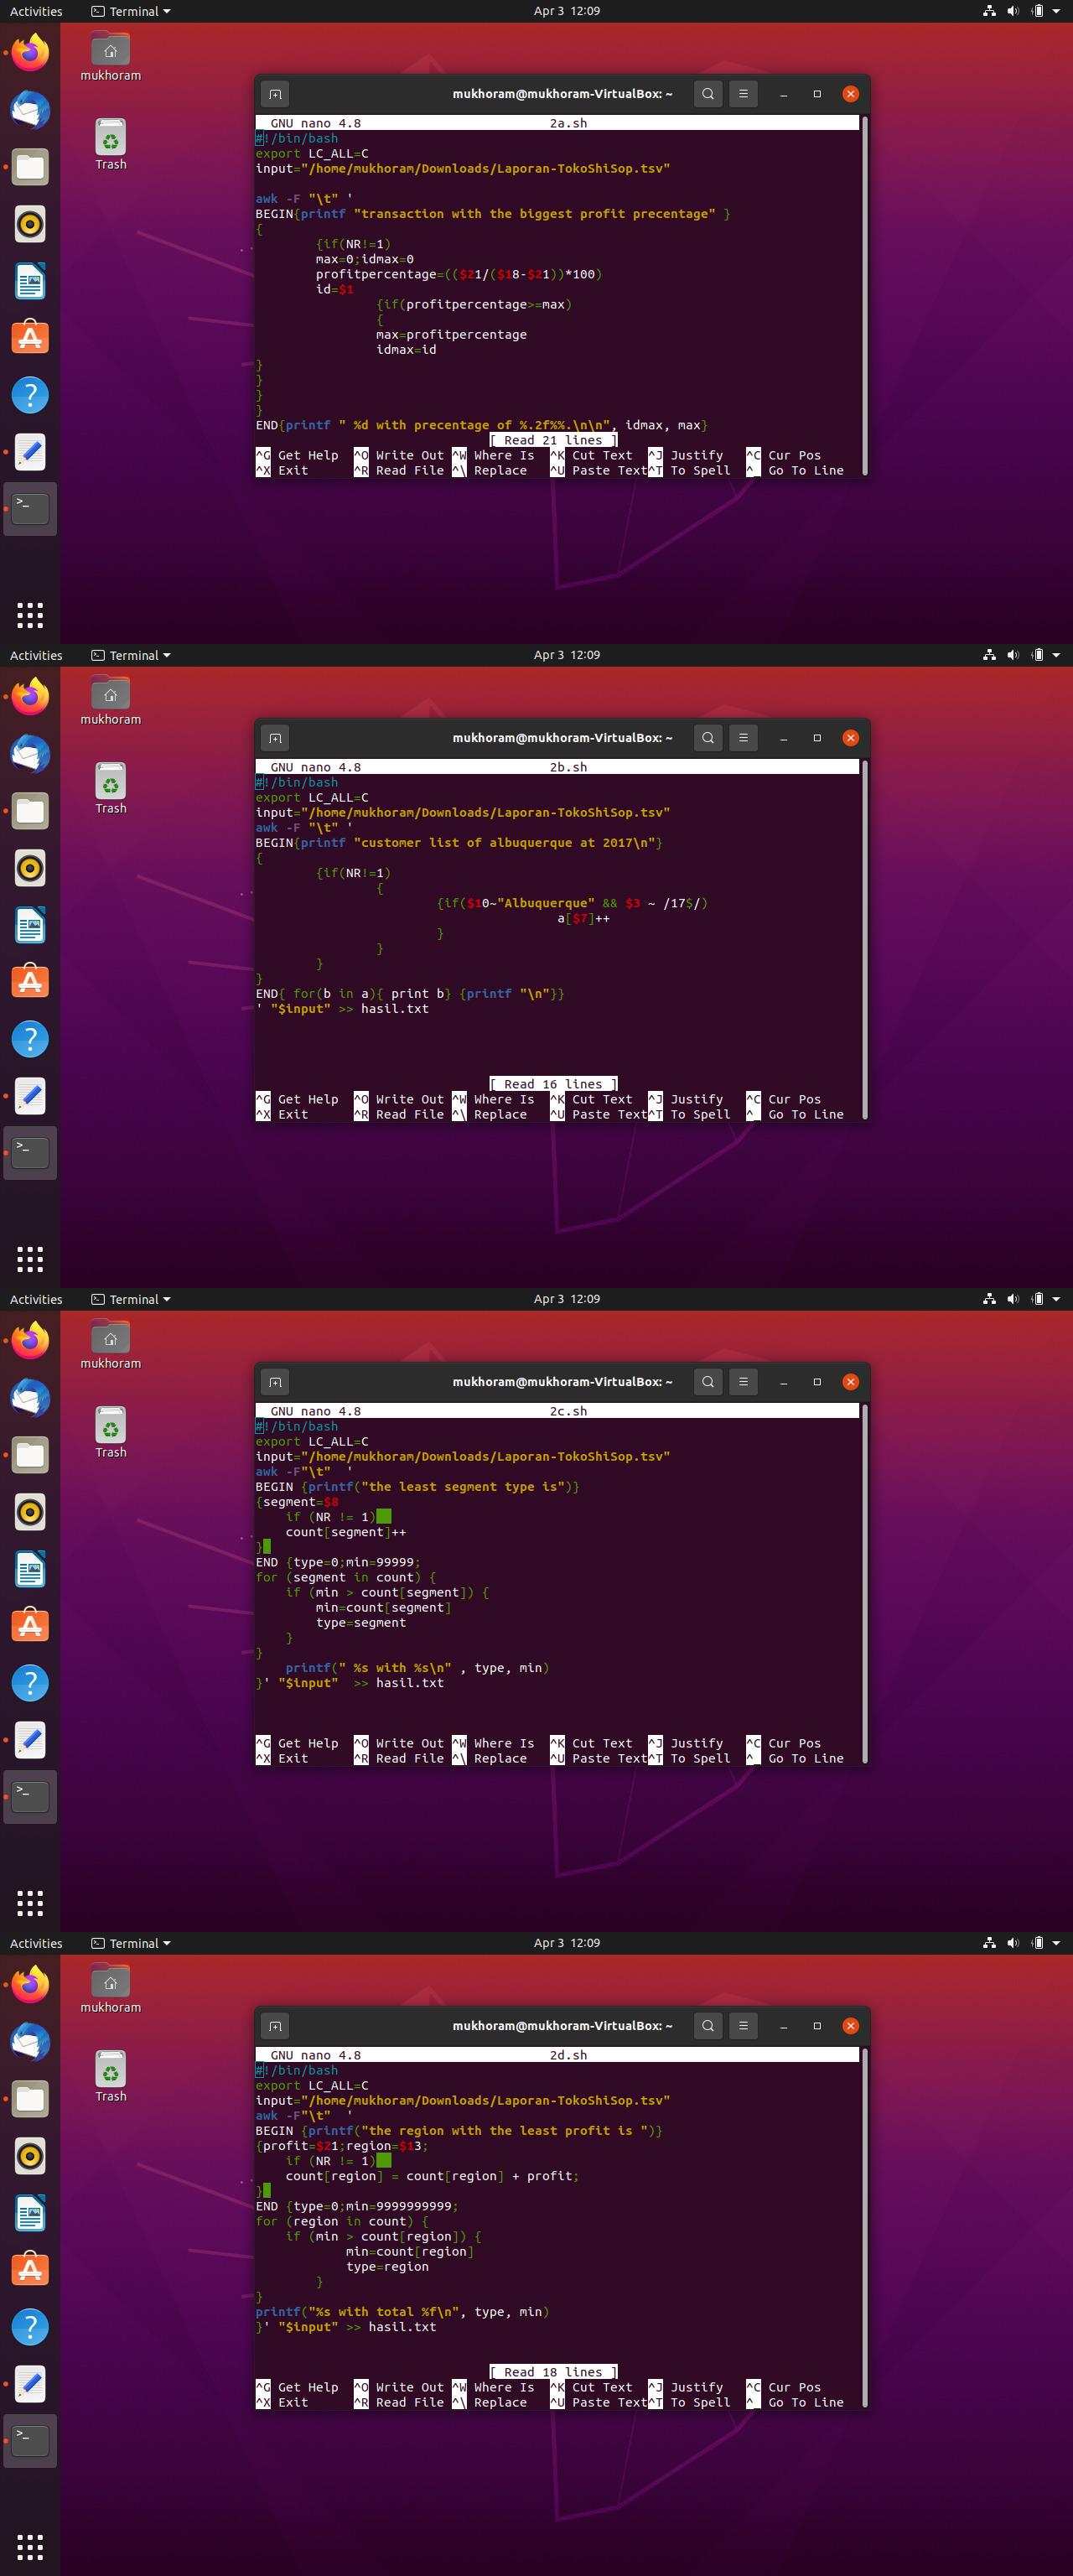 Activities Terminal Apr 3 12:09
mukhoram
Trash
mukhoram@mukhoram-VirtualBox: ~
GNU nano 4.8 2a.sh
#!/bin/bash
export LC_ALL=C
input="/home/mukhoram/Downloads/Laporan-TokoShiSop.tsv"
awk -F "\t" '
BEGIN{printf "transaction with the biggest profit precentage" }
{
{if(NR!=1)
max=0;idmax=0
profitpercentage=(($21/($18-$21))*100)
id=$1
{if(profitpercentage>=max)
{
max=profitpercentage
idmax=id
}
}
}
}
END{printf " %d with precentage of %.2f%%.\n\n", idmax, max}
[ Read 21 lines ]
^G Get Help ^O Write Out ^W Where Is ^K Cut Text ^J Justify ^C Cur Pos
^X Exit ^R Read File ^\ Replace ^U Paste Text ^T To Spell ^_ Go To Line
Activities Terminal Apr 3 12:09
mukhoram
Trash
mukhoram@mukhoram-VirtualBox: ~
GNU nano 4.8 2b.sh
#!/bin/bash
export LC_ALL=C
input="/home/mukhoram/Downloads/Laporan-TokoShiSop.tsv"
awk -F "\t" '
BEGIN{printf "customer list of albuquerque at 2017\n"}
{
{if(NR!=1)
{
{if($10~"Albuquerque" && $3 ~ /17$/)
a[$7]++
}
}
}
}
END{ for(b in a){ print b} {printf "\n"}}
' "$input" >> hasil.txt
[ Read 16 lines ]
^G Get Help ^O Write Out ^W Where Is ^K Cut Text ^J Justify ^C Cur Pos
^X Exit ^R Read File ^\ Replace ^U Paste Text ^T To Spell ^_ Go To Line
Activities Terminal Apr 3 12:09
mukhoram
Trash
mukhoram@mukhoram-VirtualBox: ~
GNU nano 4.8 2c.sh
#!/bin/bash
export LC_ALL=C
input="/home/mukhoram/Downloads/Laporan-TokoShiSop.tsv"
awk -F"\t" '
BEGIN {printf("the least segment type is")}
{segment=$8
if (NR != 1)
count[segment]++
}
END {type=0;min=99999;
for (segment in count) {
if (min > count[segment]) {
min=count[segment]
type=segment
}
}
printf(" %s with %s\n" , type, min)
}' "$input" >> hasil.txt
^G Get Help ^O Write Out ^W Where Is ^K Cut Text ^J Justify ^C Cur Pos
^X Exit ^R Read File ^\ Replace ^U Paste Text ^T To Spell ^_ Go To Line
Activities Terminal Apr 3 12:09
mukhoram
Trash
mukhoram@mukhoram-VirtualBox: ~
GNU nano 4.8 2d.sh
#!/bin/bash
export LC_ALL=C
input="/home/mukhoram/Downloads/Laporan-TokoShiSop.tsv"
awk -F"\t" '
BEGIN {printf("the region with the least profit is ")}
{profit=$21;region=$13;
if (NR != 1)
count[region] = count[region] + profit;
}
END {type=0;min=9999999999;
for (region in count) {
if (min > count[region]) {
min=count[region]
type=region
}
}
printf("%s with total %f\n", type, min)
}' "$input" >> hasil.txt
[ Read 18 lines ]
^G Get Help ^O Write Out ^W Where Is ^K Cut Text ^J Justify ^C Cur Pos
^X Exit ^R Read File ^\ Replace ^U Paste Text ^T To Spell ^_ Go To Line